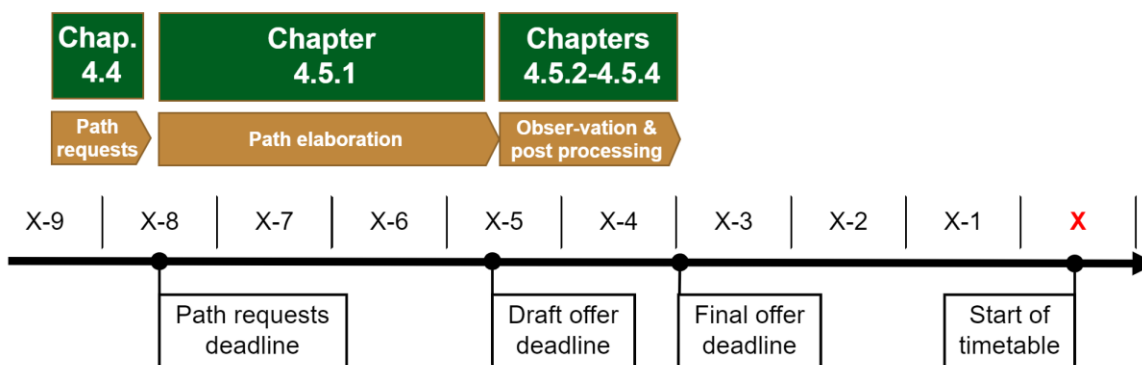 Chap.
4.4
Chapter
4.5.1
Chapters
4.5.2-4.5.4
Path
requests
Path elaboration
Obser-vation &
post processing
X-9
X-8
X-7
X-6
X-5
X-4
X-3
X-2
X-1
X
Path requests
deadline
Draft offer
deadline
Final offer
deadline
Start of
timetable